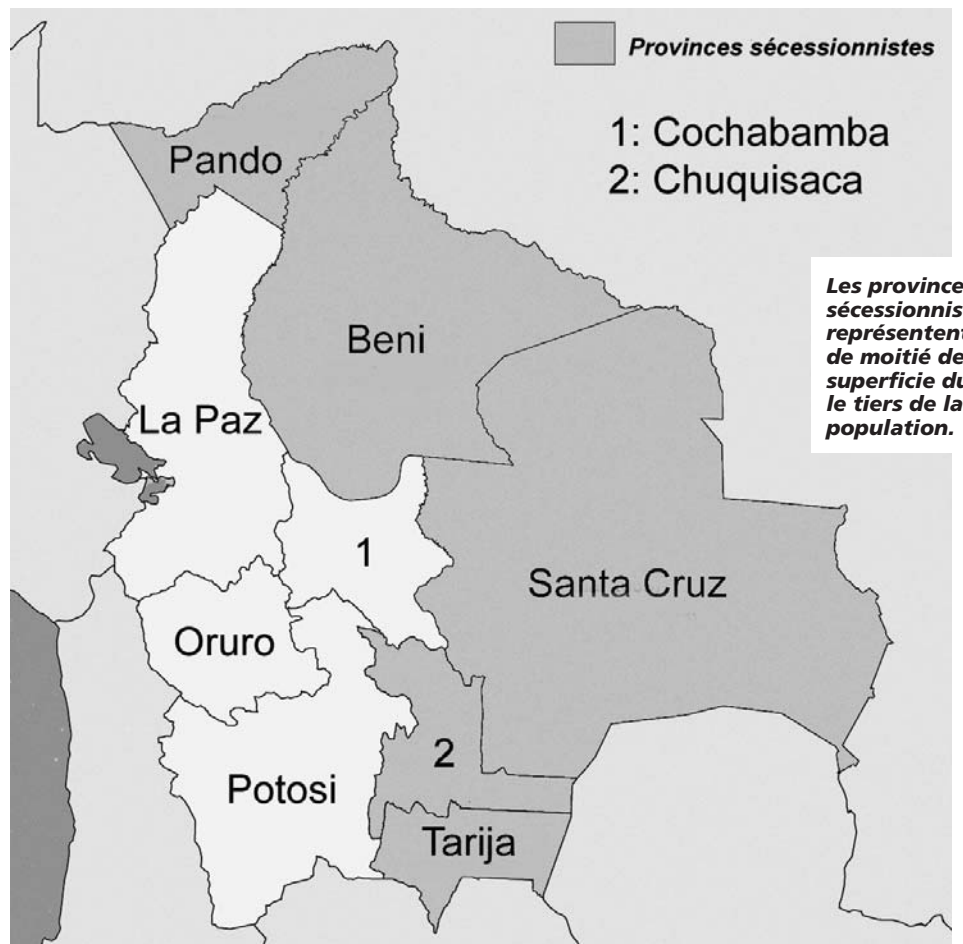 Provinces sécessionnistes
1: Cochabamba
2: Chuquisaca
Pando
Les province
sécessionnis
représentent
de moitié de
superficie du
le tiers de la
population.
Beni
La Paz
1
Santa Cruz
Oruro
2
Potosi
Tarija